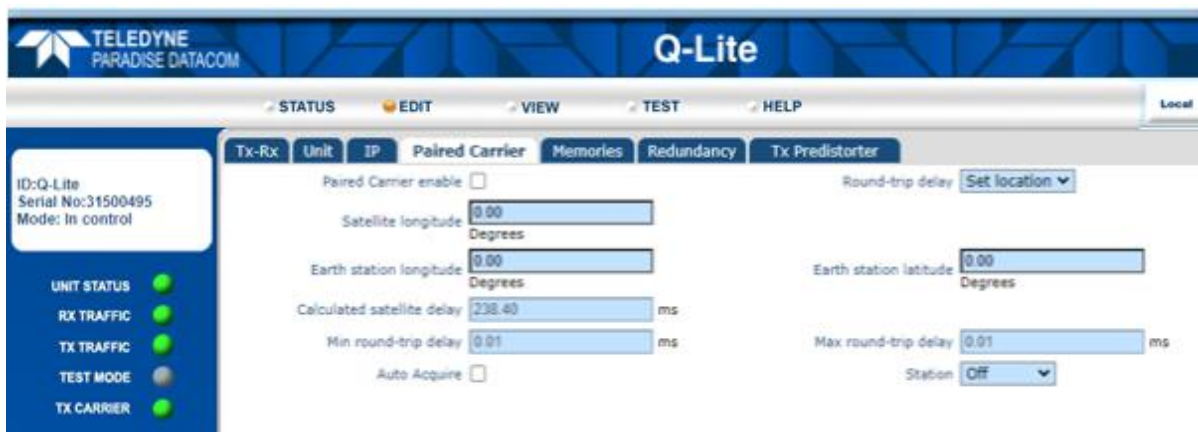 TELEDYNE
PARADISE DATACOM
Q-Lite
STATUS EDIT VIEW TEST HELP Local
Tx-Rx Unit IP Paired Carrier Memories Redundancy Tx Predistorter
ID:Q-Lite
Serial No:31500495
Mode: In control
UNIT STATUS
RX TRAFFIC
TX TRAFFIC
TEST MODE
TX CARRIER
Paired Carrier enable Round-trip delay Set location
Satellite longitude 0.00
Degrees
Earth station longitude 0.00 Earth station latitude 0.00
Degrees Degrees
Calculated satellite delay 238.40 ms
Min round-trip delay 0.01 ms Max round-trip delay 0.01 ms
Auto Acquire Station Off